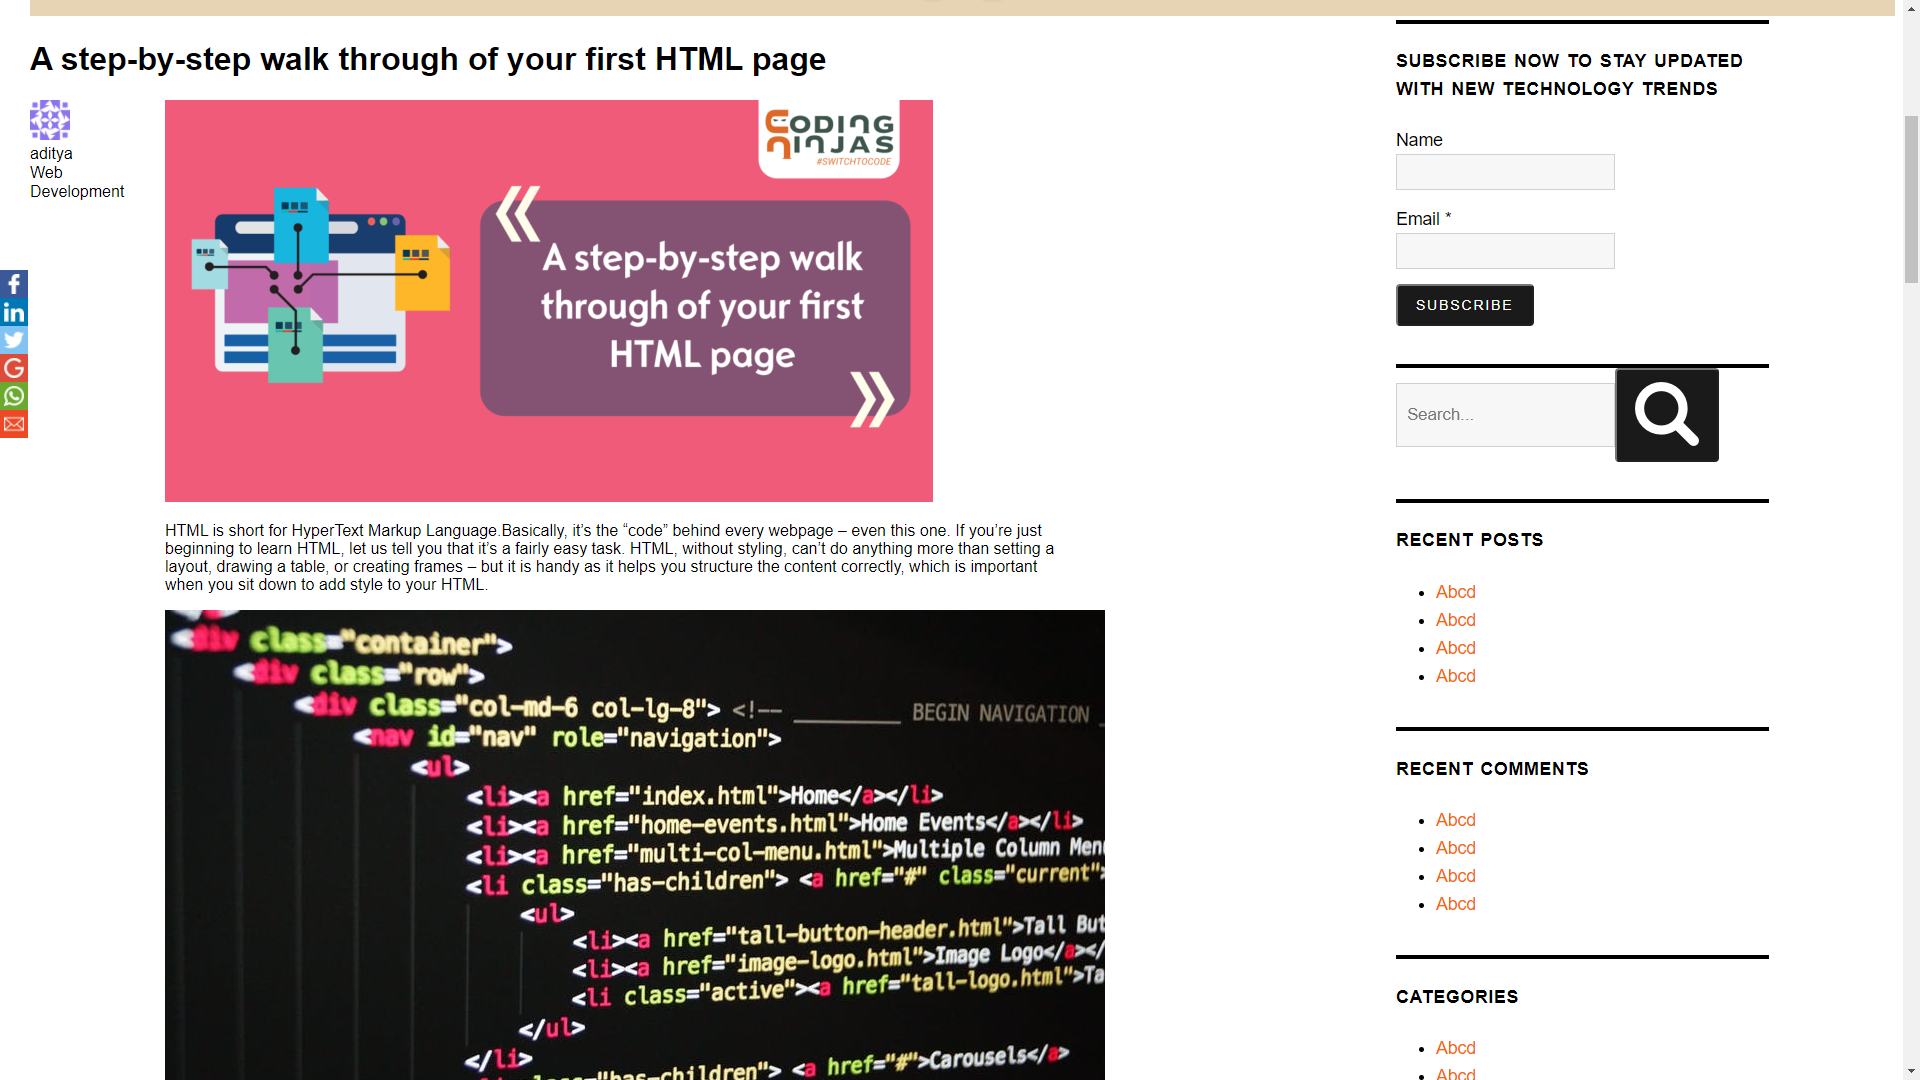 A step-by-step walk through of your first HTML page
aditya
Web
Development
CODING
NINJAS
#SWITCHTOCODE
A step-by-step walk
through of your first
HTML page
HTML is short for HyperText Markup Language.Basically, it’s the “code” behind every webpage – even this one. If you’re just
beginning to learn HTML, let us tell you that it’s a fairly easy task. HTML, without styling, can’t do anything more than setting a
layout, drawing a table, or creating frames – but it is handy as it helps you structure the content correctly, which is important
when you sit down to add style to your HTML.
<div class="container">
<div class="row">
<div class="col-md-6 col-lg-8"> <!-- __________ BEGIN NAVIGATION _
<nav id="nav" role="navigation">
<ul>
<li><a href="index.html">Home</a></li>
<li><a href="home-events.html">Home Events</a></li>
<li><a href="multi-col-menu.html">Multiple Column Men
<li class="has-children"> <a href="#" class="current">
<ul>
<li><a href="tall-button-header.html">Tall But
<li><a href="image-logo.html">Image Logo</a></
<li class="active"><a href="tall-logo.html">Ta
</ul>
</li>
<li class="has-children"> <a href="#">Carousels</a>
SUBSCRIBE NOW TO STAY UPDATED
WITH NEW TECHNOLOGY TRENDS
Name
Email *
SUBSCRIBE
Search...
RECENT POSTS
Abcd
Abcd
Abcd
Abcd
RECENT COMMENTS
Abcd
Abcd
Abcd
Abcd
CATEGORIES
Abcd
Abcd